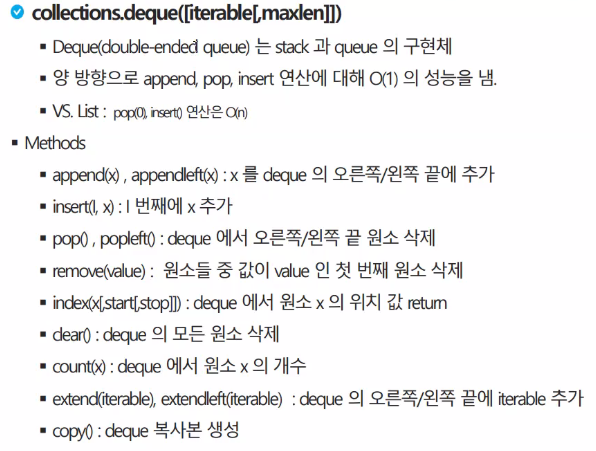 collections.deque([iterable[,maxlen]])
▪ Deque(double-ended queue) 는 stack 과 queue 의 구현체
▪ 양 방향으로 append, pop, insert 연산에 대해 O(1) 의 성능을 냄.
▪ VS. List : pop(0), insert() 연산은 O(n)
▪ Methods
▪ append(x) , appendleft(x) : x 를 deque 의 오른쪽/왼쪽 끝에 추가
▪ insert(I, x) : I 번째에 x 추가
▪ pop() , popleft() : deque 에서 오른쪽/왼쪽 끝 원소 삭제
▪ remove(value) : 원소들 중 값이 value 인 첫 번째 원소 삭제
▪ index(x[,start[,stop]]) : deque 에서 원소 x 의 위치 값 return
▪ clear() : deque 의 모든 원소 삭제
▪ count(x) : deque 에서 원소 x 의 개수
▪ extend(iterable), extendleft(iterable) : deque 의 오른쪽/왼쪽 끝에 iterable 추가
▪ copy() : deque 복사본 생성